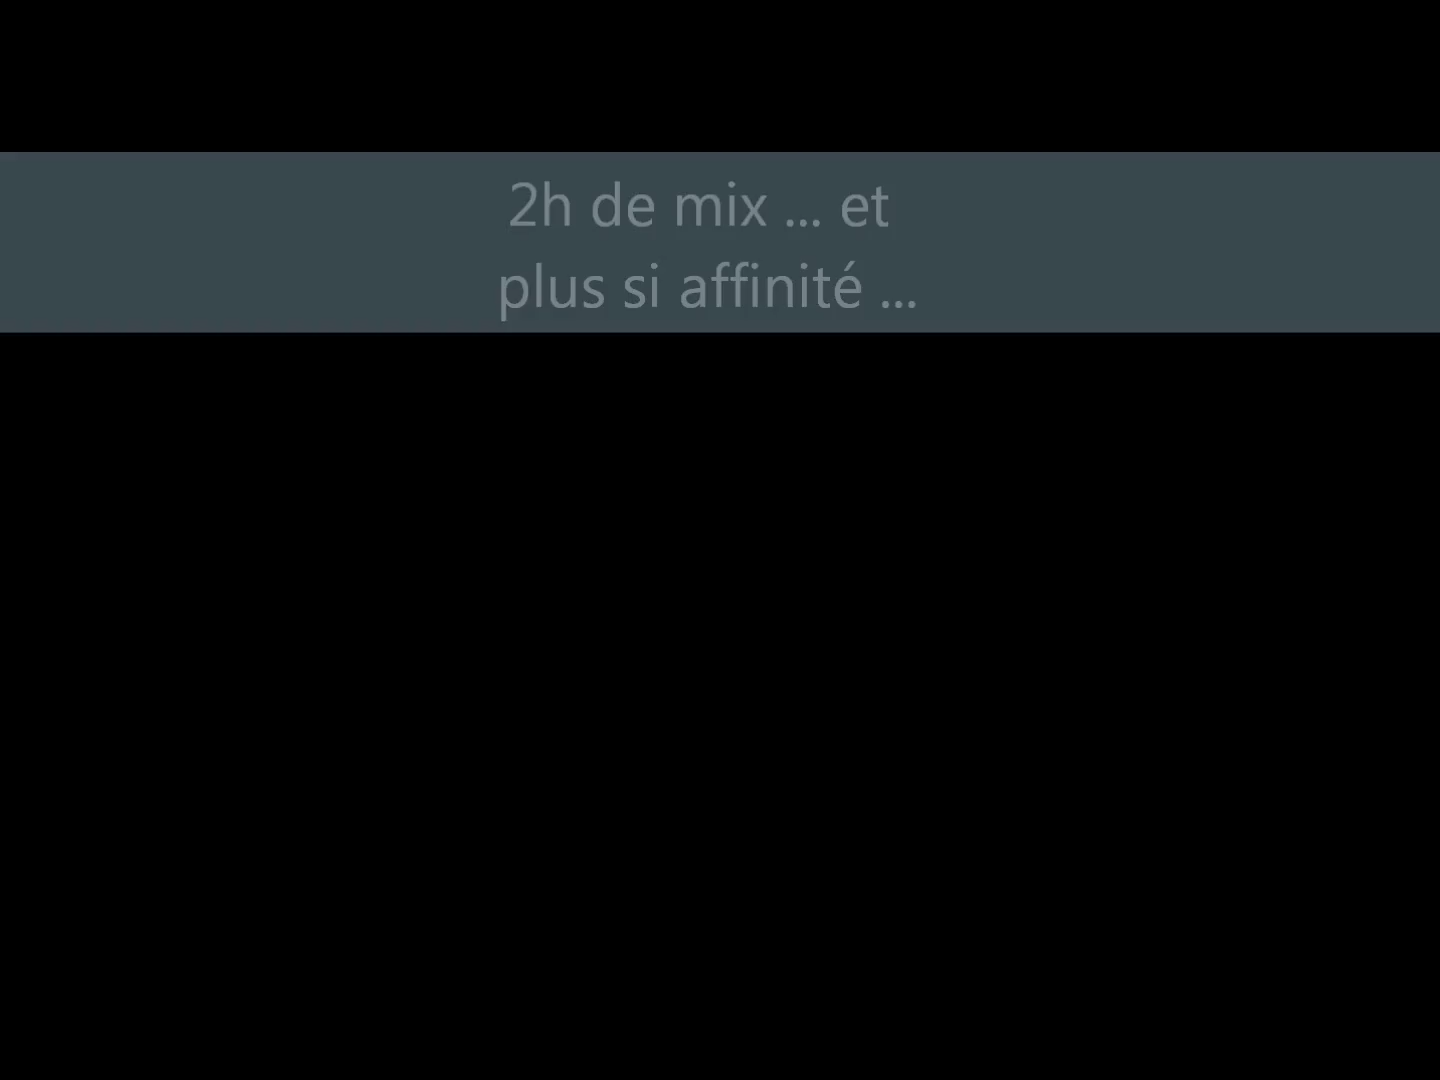 2h de mix ... et
plus si affinité ...